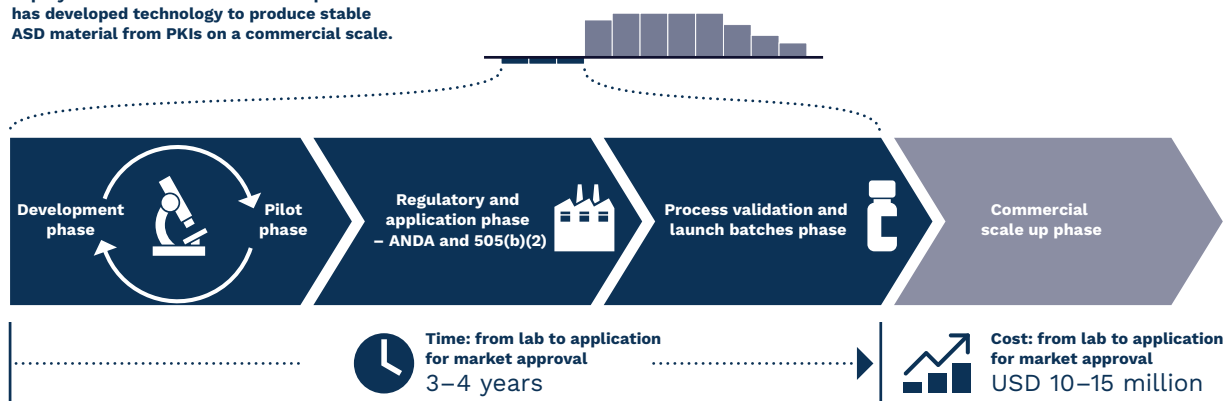 has developed technology to produce stable
ASD material from PKIs on a commercial scale.
Development
phase
Pilot
phase
Regulatory and
application phase
– ANDA and 505(b)(2)
Process validation and
launch batches phase
Commercial
scale up phase
Time: from lab to application
for market approval
3–4 years
Cost: from lab to application
for market approval
USD 10–15 million